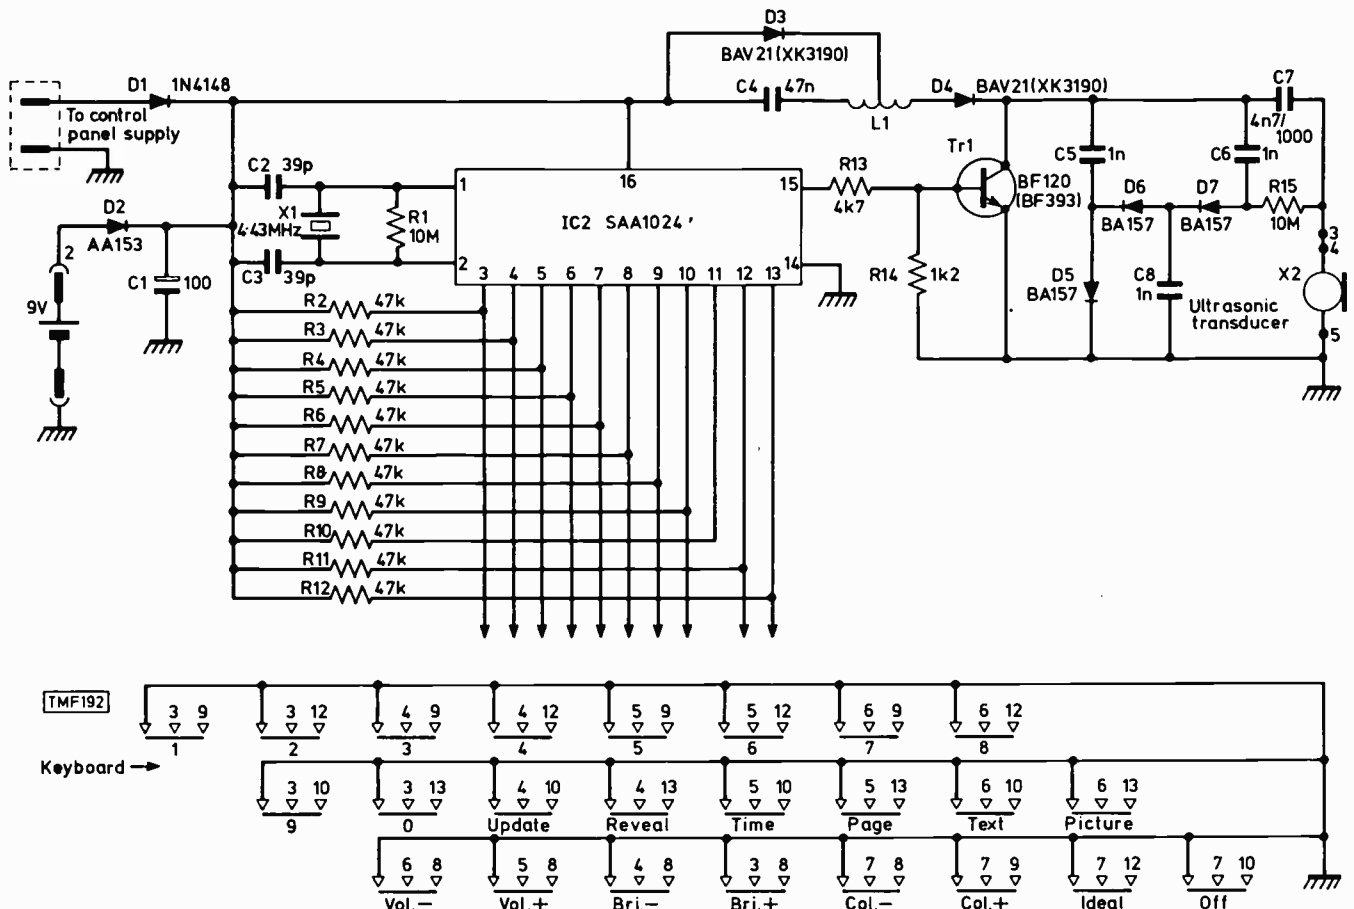 D3
BAV21(XK3190)
D1 1N4148
To control
panel supply
C4 47n
L1
D4 BAV21(XK3190)
C7
4n7/
1000
C2 39p
X1
4·43MHz
C3 39p
R1
10M
1
2
16
IC2 SAA1024'
15
14
3 4 5 6 7 8 9 10 11 12 13
R13
4k7
Tr1
BF120
(BF393)
R14 1k2
C5 1n
C6 1n
D6
BA157
D7
BA157
R15
10M
D5
BA157
C8
1n
Ultrasonic
transducer
3
4
X2
5
D2
AA153
2
9V
C1 100
R2 47k
R3 47k
R4 47k
R5 47k
R6 47k
R7 47k
R8 47k
R9 47k
R10 47k
R11 47k
R12 47k
TMF192
Keyboard
3 9
1
3 12
2
4 9
3
4 12
4
5 9
5
5 12
6
6 9
7
6 12
8
3 10
9
3 13
0
4 10
Update
4 13
Reveal
5 10
Time
5 13
Page
6 10
Text
6 13
Picture
6 8
Vol.–
5 8
Vol.+
4 8
Bri.–
3 8
Bri.+
7 8
Col.–
7 9
Col.+
7 12
Ideal
7 10
Off